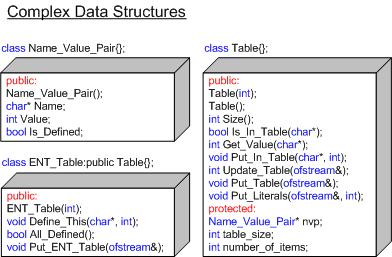 Complex Data Structures
class Name_Value_Pair{};
public:
Name_Value_Pair();
char* Name;
int Value;
bool Is_Defined;
class ENT_Table:public Table{};
public:
ENT_Table(int);
void Define_This(char*, int);
bool All_Defined();
void Put_ENT_Table(ofstream&);
class Table{};
public:
Table(int);
Table();
int Size();
bool Is_In_Table(char*);
int Get_Value(char*);
void Put_In_Table(char*, int);
int Update_Table(ofstream&);
void Put_Table(ofstream&);
void Put_Literals(ofstream&, int);
protected:
Name_Value_Pair* nvp;
int table_size;
int number_of_items;